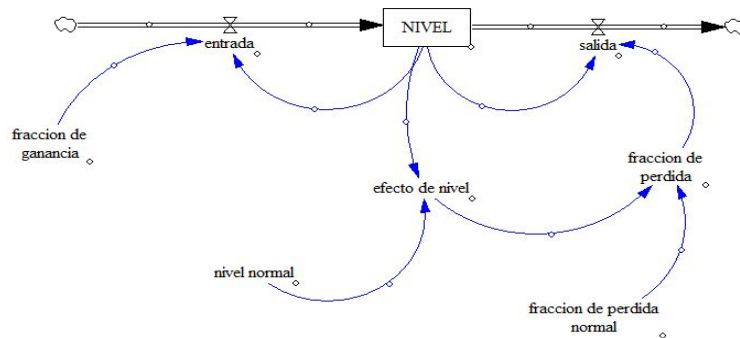 NIVEL
entrada
salida
fraccion de
ganancia
fraccion de
perdida
efecto de nivel
nivel normal
fraccion de perdida
normal